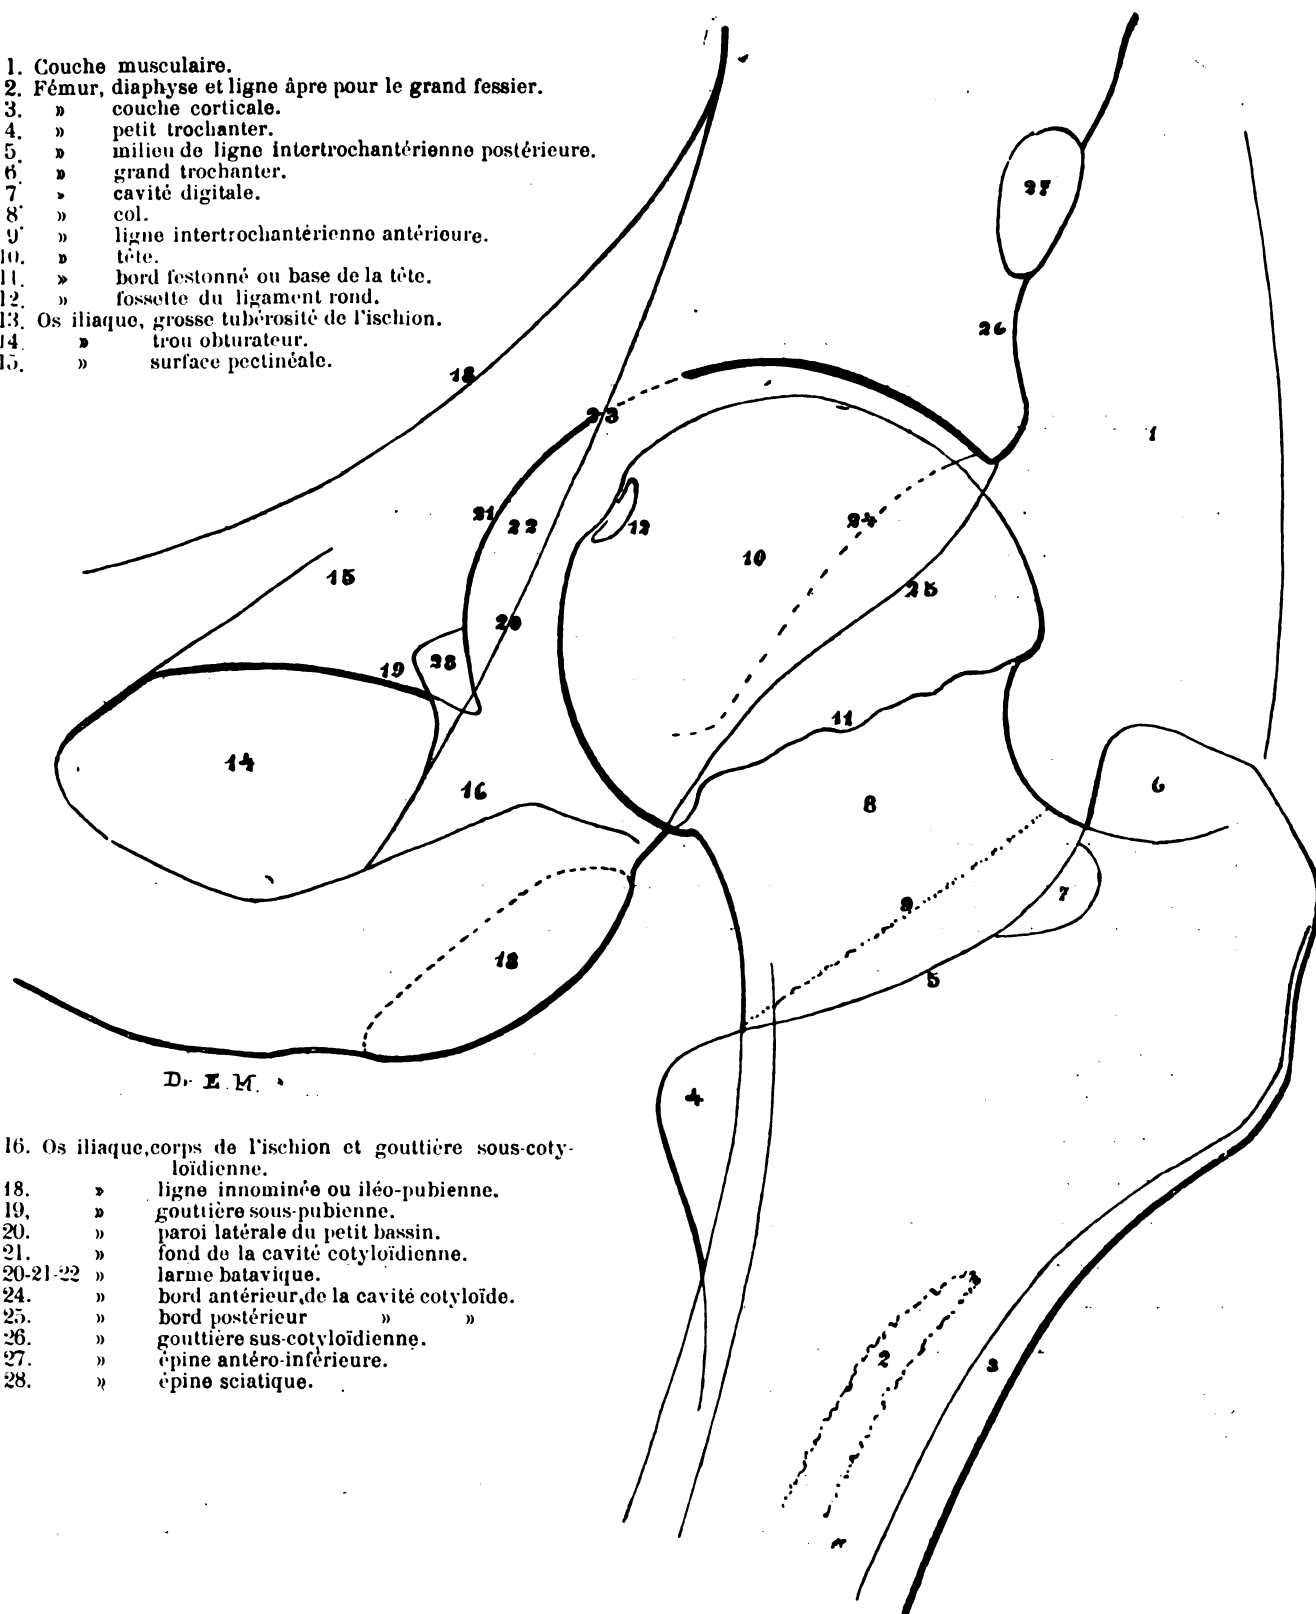 1. Couche musculaire.
2. Fémur, diaphyse et ligne âpre pour le grand fessier.
3. » couche corticale.
4. » petit trochanter.
5. » milieu de ligne intertrochantérienne postérieure.
6. » grand trochanter.
7 » cavité digitale.
8 » col.
9 » ligne intertrochantérienne antérieure.
10. » tête.
11. » bord festonné ou base de la tête.
12. » fossette du ligament rond.
13. Os iliaque, grosse tubérosité de l'ischion.
14. » trou obturateur.
15. » surface pectinéale.
27
26
18
1
23
24
21
22
12
10
15
25
20
19
28
11
14
16
8
6
7
9
13
5
D. E. M.
4
16. Os iliaque, corps de l'ischion et gouttière sous-coty-
loïdienne.
18. » ligne innominée ou iléo-pubienne.
19, » gouttière sous-pubienne.
20. » paroi latérale du petit bassin.
21. » fond de la cavité cotyloïdienne.
20-21-22 » larme batavique.
24. » bord antérieur de la cavité cotyloïde.
25. » bord postérieur » »
26. » gouttière sus-cotyloïdienne.
27. » épine antéro-inférieure.
28. » épine sciatique.
2
3